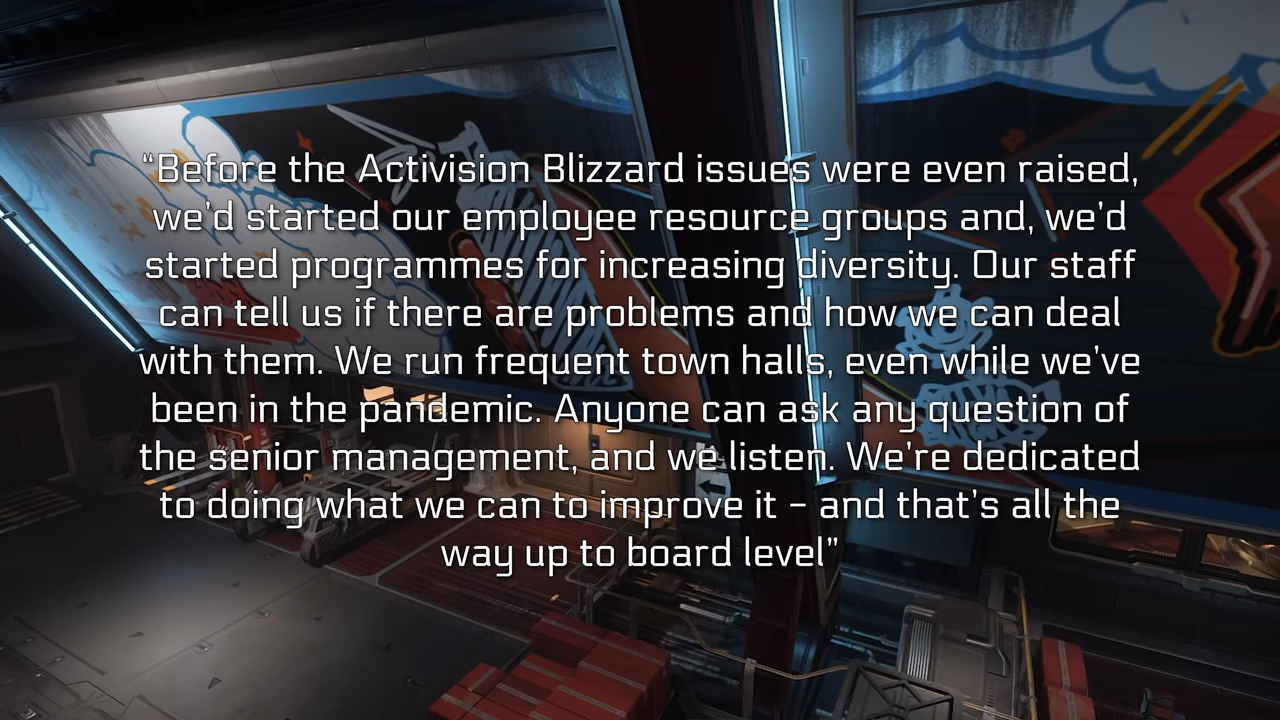 “Before the Activision Blizzard issues were even raised,
we’d started our employee resource groups and, we’d
started programmes for increasing diversity. Our staff
can tell us if there are problems and how we can deal
with them. We run frequent town halls, even while we’ve
been in the pandemic. Anyone can ask any question of
the senior management, and we listen. We’re dedicated
to doing what we can to improve it – and that’s all the
way up to board level”